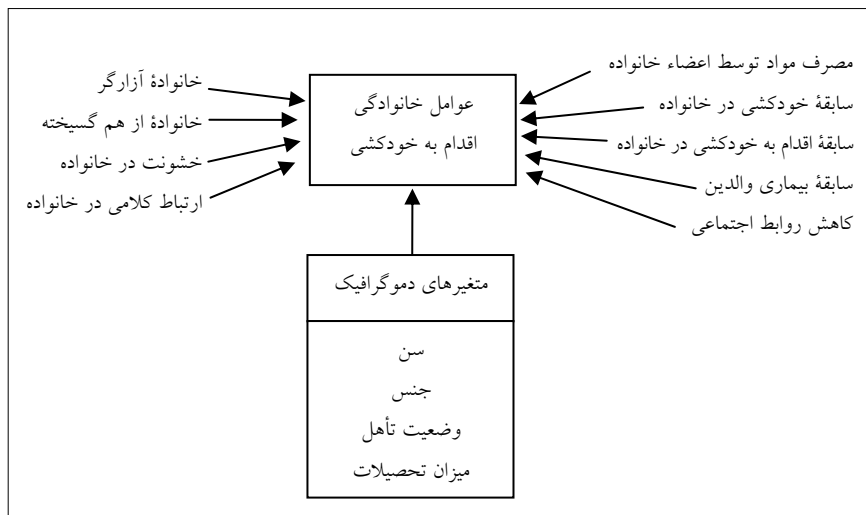 مصرف مواد توسط اعضاء خانواده
سابقهٔ خودکشی در خانواده
سابقهٔ اقدام به خودکشی در خانواده
سابقهٔ بیماری والدین
کاهش روابط اجتماعی
عوامل خانوادگی
اقدام به خودکشی
خانوادهٔ آزارگر
خانوادهٔ از هم گسیخته
خشونت در خانواده
ارتباط کلامی در خانواده
متغیرهای دموگرافیک
سن
جنس
وضعیت تأهل
میزان تحصیلات